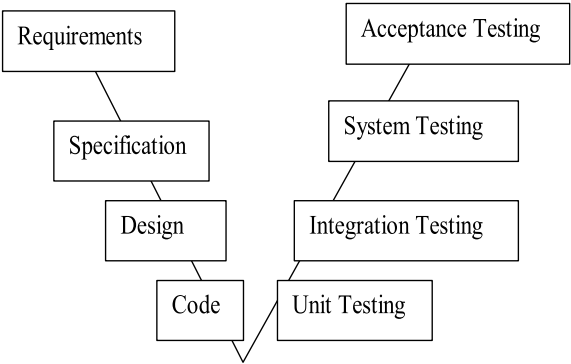 Requirements
Acceptance Testing
Specification
System Testing
Design
Integration Testing
Code
Unit Testing